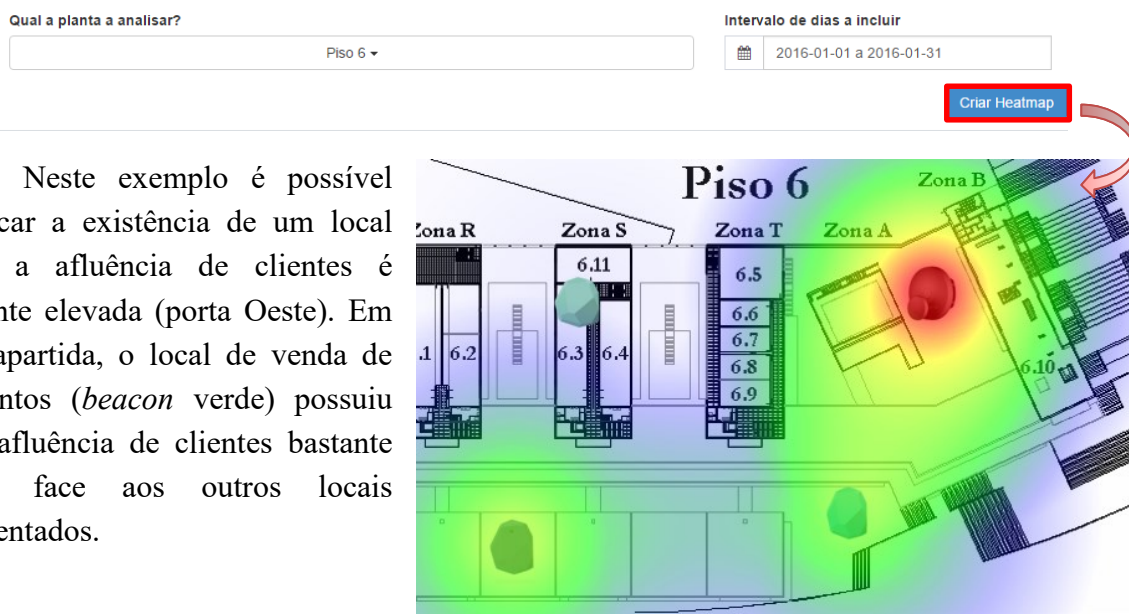 Qual a planta a analisar?
Intervalo de dias a incluir
Piso 6
2016-01-01 a 2016-01-31
Criar Heatmap
Neste exemplo é possível
car a existência de um local
a afluência de clientes é
nte elevada (porta Oeste). Em
apartida, o local de venda de
ntos (beacon verde) possuiu
afluência de clientes bastante
face aos outros locais
entados.
Piso 6
Zona B
Zona R
Zona S
Zona T
Zona A
6.11
6.5
6.6
6.7
6.8
6.9
.1
6.2
6.3
6.4
6.10